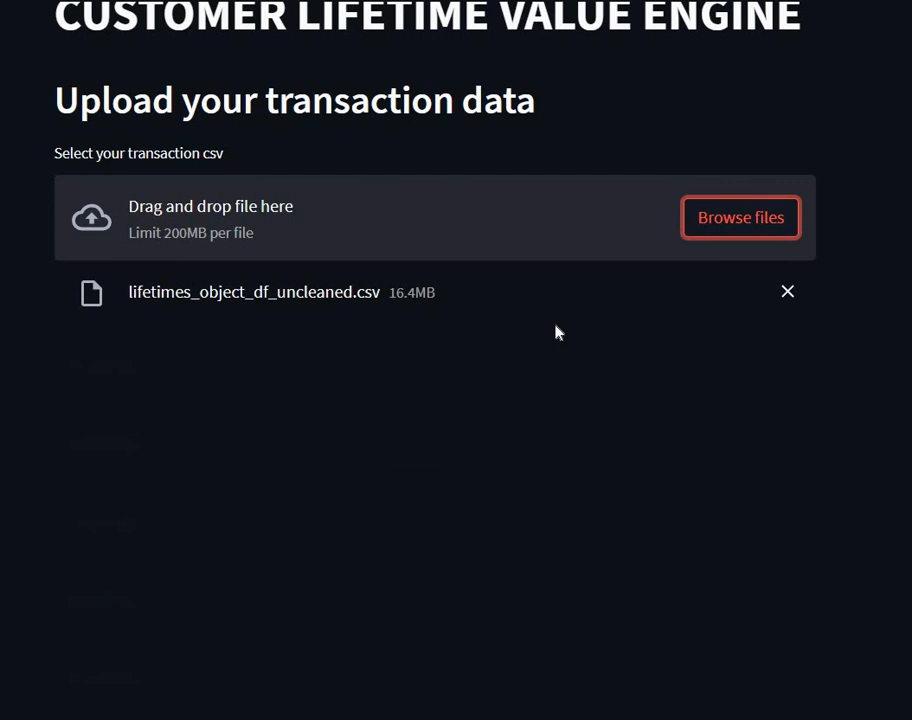 CUSTOMER LIFETIME VALUE ENGINE
Upload your transaction data
Select your transaction csv
Drag and drop file here
Limit 200MB per file
Browse files
lifetimes_object_df_uncleaned.csv 16.4MB